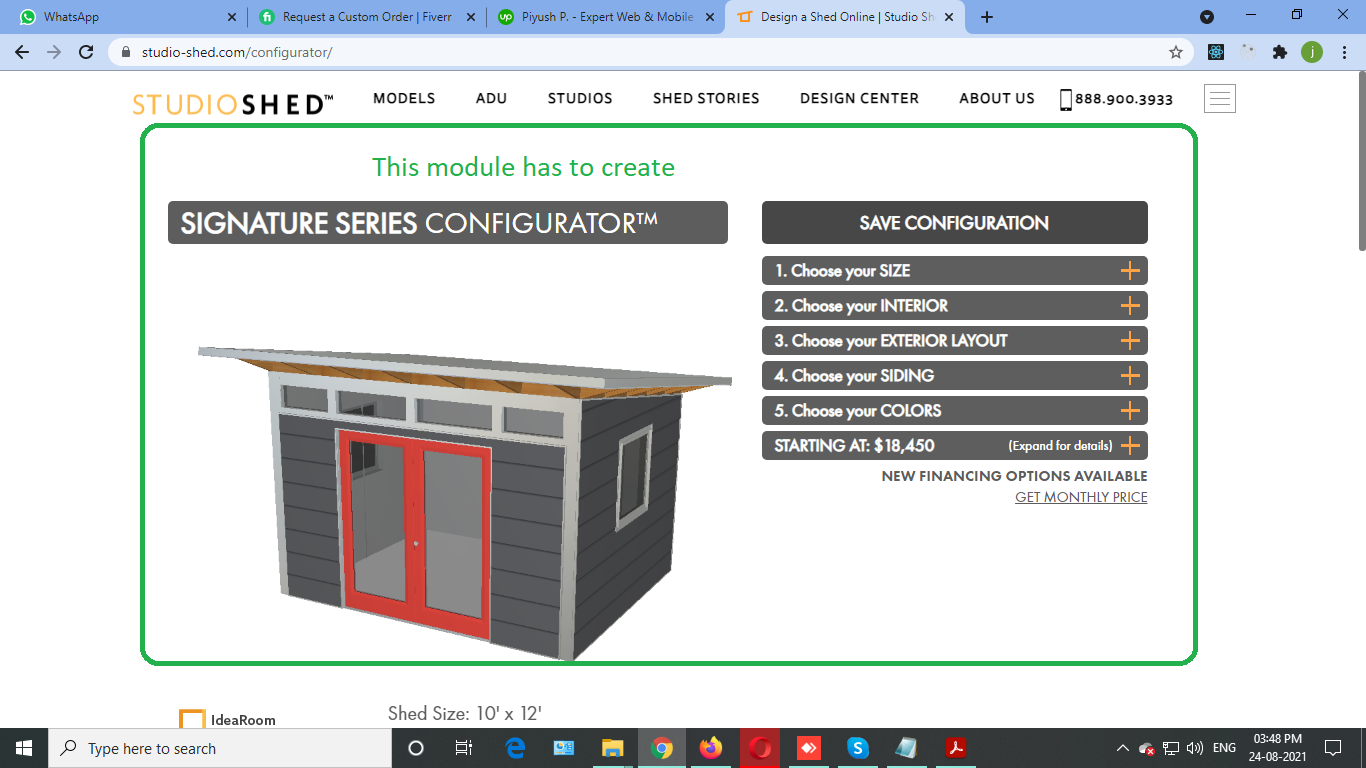 WhatsApp
Request a Custom Order | Fiverr
Piyush P. - Expert Web & Mobile
Design a Shed Online | Studio Sh
studio-shed.com/configurator/
j
STUDIOSHED™
MODELS
ADU
STUDIOS
SHED STORIES
DESIGN CENTER
ABOUT US
888.900.3933
This module has to create
SIGNATURE SERIES CONFIGURATOR™
SAVE CONFIGURATION
1. Choose your SIZE
2. Choose your INTERIOR
3. Choose your EXTERIOR LAYOUT
4. Choose your SIDING
5. Choose your COLORS
STARTING AT: $18,450 (Expand for details)
NEW FINANCING OPTIONS AVAILABLE
GET MONTHLY PRICE
IdeaRoom
Shed Size: 10' x 12'
Type here to search
ENG
03:48 PM
24-08-2021